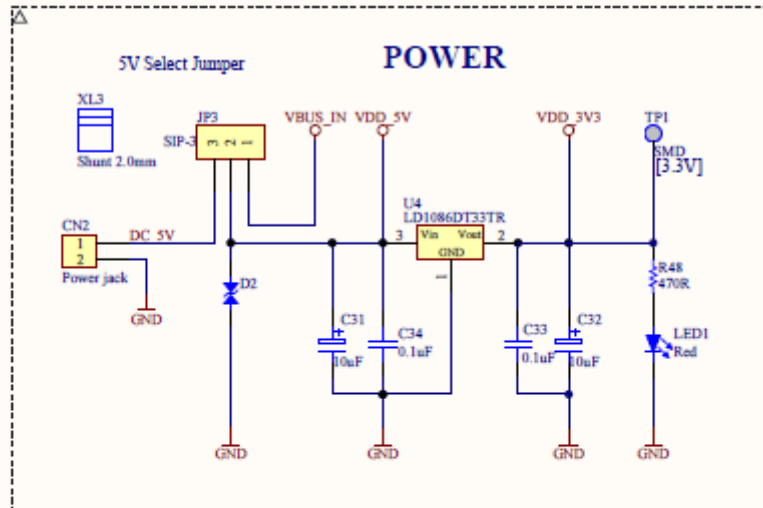 POWER
5V Select Jumper
XL3
Shunt 2.0mm
JP3
SIP-3
3 2 1
VBUS_IN
VDD_5V
VDD_3V3
TP1
SMD
[3.3V]
CN2
1
2
DC_5V
Power jack
GND
U4
LD1086DT33TR
3
Vin
Vout
GND
2
1
D2
C31
10uF
C34
0.1uF
C33
0.1uF
C32
10uF
R48
470R
LED1
Red
GND
GND
GND
GND